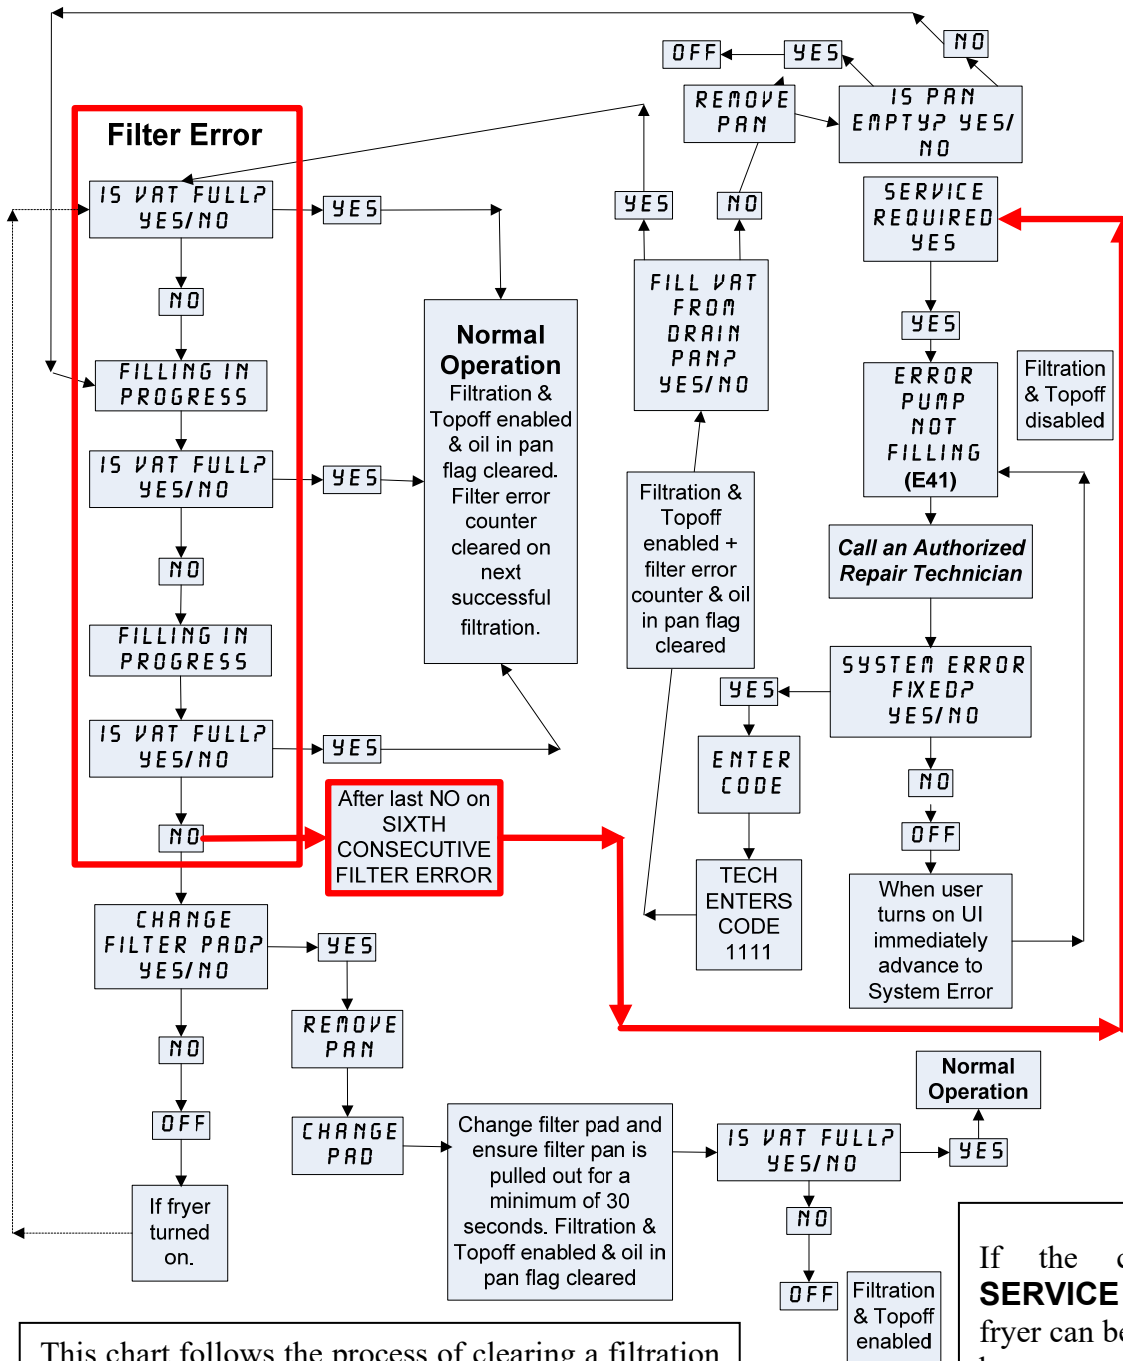 NO
OFF
YES
REMOVE
PAN
IS PAN
EMPTY? YES/
NO
Filter Error
IS VAT FULL?
YES/NO
YES
YES
NO
SERVICE
REQUIRED
YES
NO
FILL VAT
FROM
DRAIN
PAN?
YES/NO
YES
FILLING IN
PROGRESS
Normal
Operation
Filtration &
Topoff enabled
& oil in pan
flag cleared.
Filter error
counter
cleared on
next
successful
filtration.
ERROR
PUMP
NOT
FILLING
(E41)
Filtration
& Topoff
disabled
IS VAT FULL?
YES/NO
YES
Filtration &
Topoff
enabled +
filter error
counter & oil
in pan flag
cleared
Call an Authorized
Repair Technician
NO
FILLING IN
PROGRESS
SYSTEM ERROR
FIXED?
YES/NO
YES
IS VAT FULL?
YES/NO
YES
ENTER
CODE
NO
NO
After last NO on
SIXTH
CONSECUTIVE
FILTER ERROR
OFF
TECH
ENTERS
CODE
1111
When user
turns on UI
immediately
advance to
System Error
CHANGE
FILTER PAD?
YES/NO
YES
REMOVE
PAN
NO
OFF
CHANGE
PAD
Change filter pad and
ensure filter pan is
pulled out for a
minimum of 30
seconds. Filtration &
Topoff enabled & oil in
pan flag cleared
IS VAT FULL?
YES/NO
YES
Normal
Operation
NO
OFF
If fryer
turned
on.
Filtration
& Topoff
enabled
If the
SERVICE
fryer can
This chart follows the process of clearing a filtration